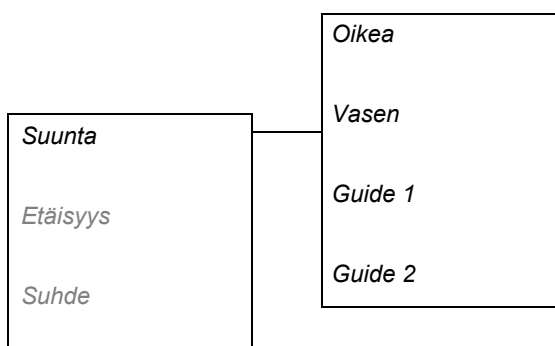 Oikea
Vasen
Guide 1
Guide 2
Suunta
Etäisyys
Suhde